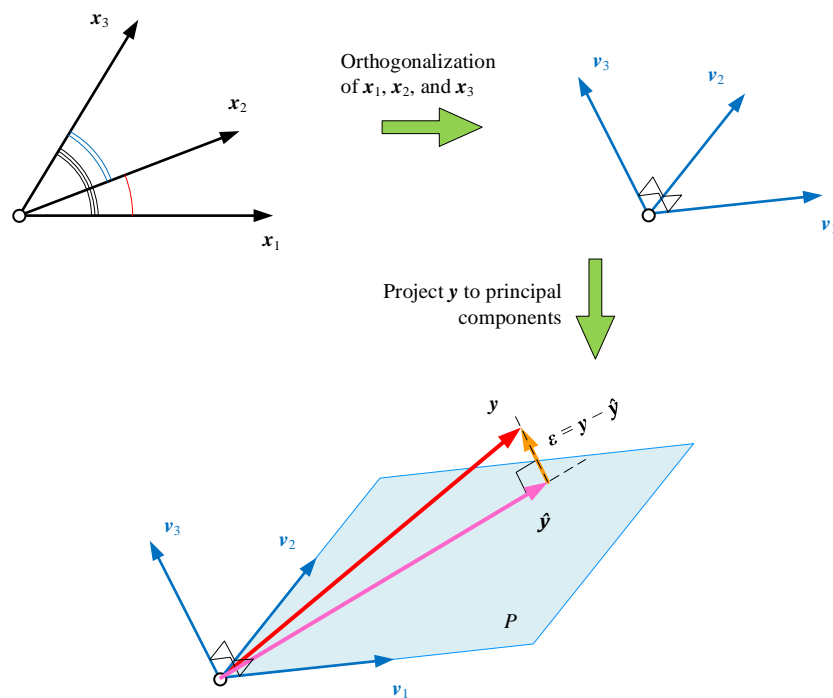 x3
x2
x1
Orthogonalization
of x1, x2, and x3
v3
v2
v
Project y to principal
components
y
ε = y − ŷ
ŷ
v3
v2
P
v1